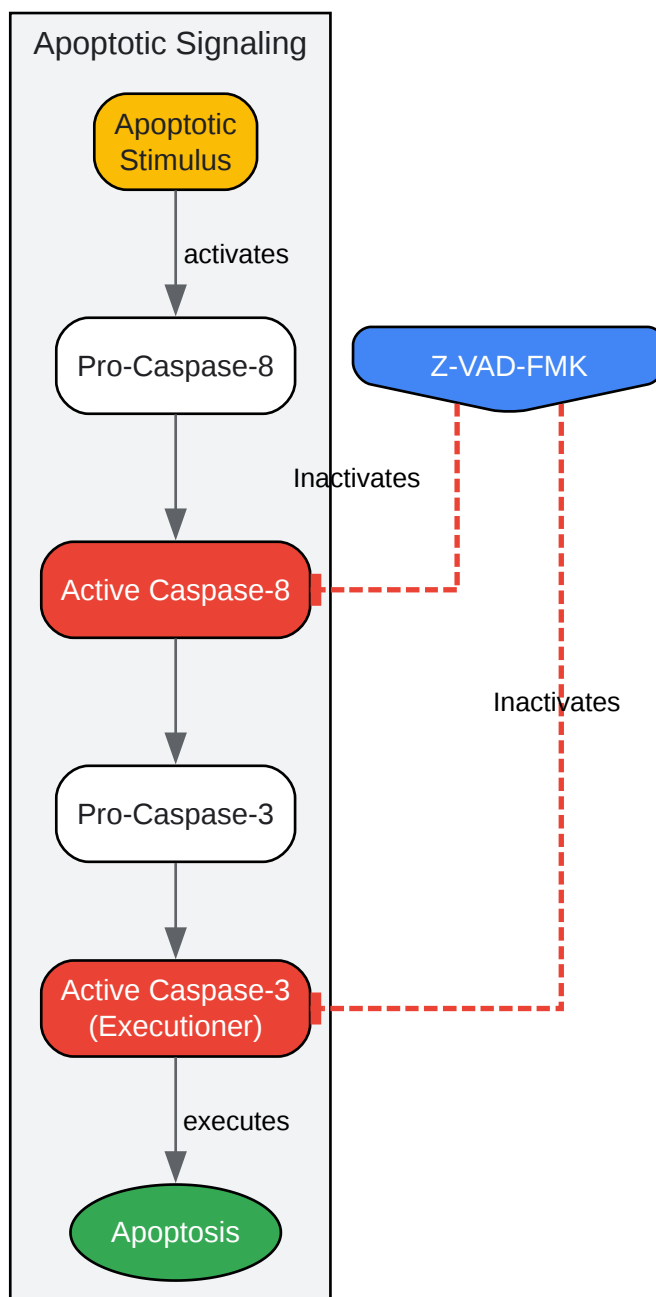 Apoptotic Signaling
Apoptotic
Stimulus
activates
Pro-Caspase-8
Z-VAD-FMK
Inactivates
Active Caspase-8
Inactivates
Pro-Caspase-3
Active Caspase-3
(Executioner)
executes
Apoptosis